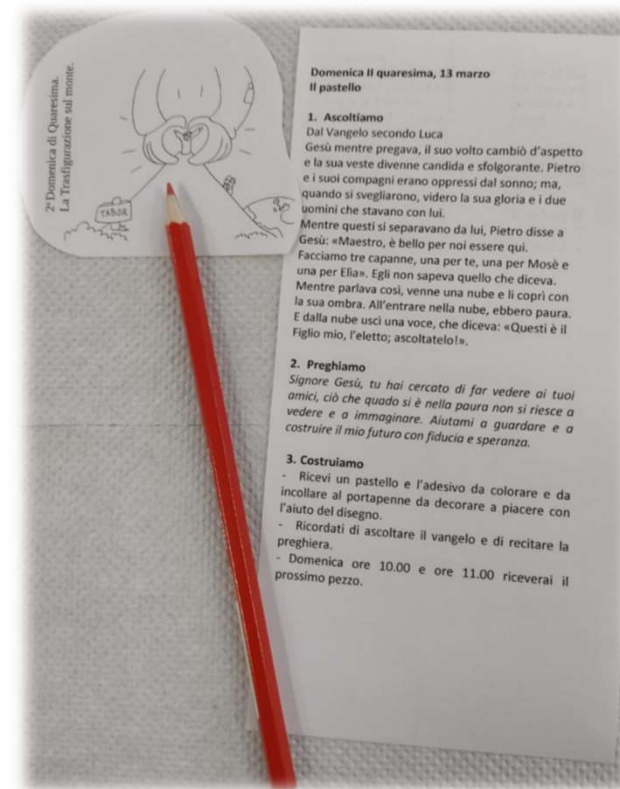 2ª Domenica di Quaresima.
La Trasfigurazione sul monte.
TABOR
Domenica II quaresima, 13 marzo
Il pastello
1. Ascoltiamo
Dal Vangelo secondo Luca
Gesù mentre pregava, il suo volto cambiò d'aspetto
e la sua veste divenne candida e sfolgorante. Pietro
e i suoi compagni erano oppressi dal sonno; ma,
quando si svegliarono, videro la sua gloria e i due
uomini che stavano con lui.
Mentre questi si separavano da lui, Pietro disse a
Gesù: «Maestro, è bello per noi essere qui.
Facciamo tre capanne, una per te, una per Mosè e
una per Elia». Egli non sapeva quello che diceva.
Mentre parlava così, venne una nube e li coprì con
la sua ombra. All'entrare nella nube, ebbero paura.
E dalla nube uscì una voce, che diceva: «Questi è il
Figlio mio, l'eletto; ascoltatelo!».
2. Preghiamo
Signore Gesù, tu hai cercato di far vedere ai tuoi
amici, ciò che quado si è nella paura non si riesce a
vedere e a immaginare. Aiutami a guardare e a
costruire il mio futuro con fiducia e speranza.
3. Costruiamo
- Ricevi un pastello e l'adesivo da colorare e da
incollare al portapenne da decorare a piacere con
l'aiuto del disegno.
- Ricordati di ascoltare il vangelo e di recitare la
preghiera.
- Domenica ore 10.00 e ore 11.00 riceverai il
prossimo pezzo.